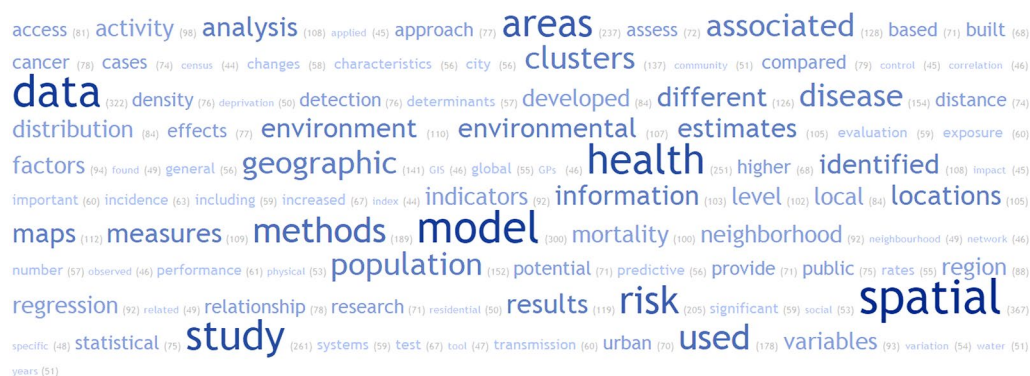 access (81) activity (98) analysis (108) applied (45) approach (77) areas (237) assess (72) associated (128) based (71) built (68)
cancer (78) cases (74) census (44) changes (58) characteristics (56) city (56) clusters (137) community (51) compared (79) control (45) correlation (46)
data (322) density (76) deprivation (50) detection (76) determinants (57) developed (84) different (126) disease (154) distance (74)
distribution (84) effects (77) environment (110) environmental (107) estimates (105) evaluation (59) exposure (60)
factors (94) found (49) general (56) geographic (141) GIS (46) global (55) GPs (46) health (251) higher (68) identified (108) impact (45)
important (60) incidence (63) including (59) increased (67) index (44) indicators (92) information (103) level (102) local (84) locations (105)
maps (112) measures (109) methods (189) model (300) mortality (100) neighborhood (92) neighbourhood (49) network (46)
number (57) observed (46) performance (61) physical (53) population (152) potential (71) predictive (56) provide (71) public (75) rates (55) region (88)
regression (92) related (49) relationship (78) research (71) residential (50) results (119) risk (205) significant (59) social (53) spatial (367)
specific (48) statistical (75) study (261) systems (59) test (67) tool (47) transmission (60) urban (70) used (178) variables (93) variation (54) water (51)
years (51)